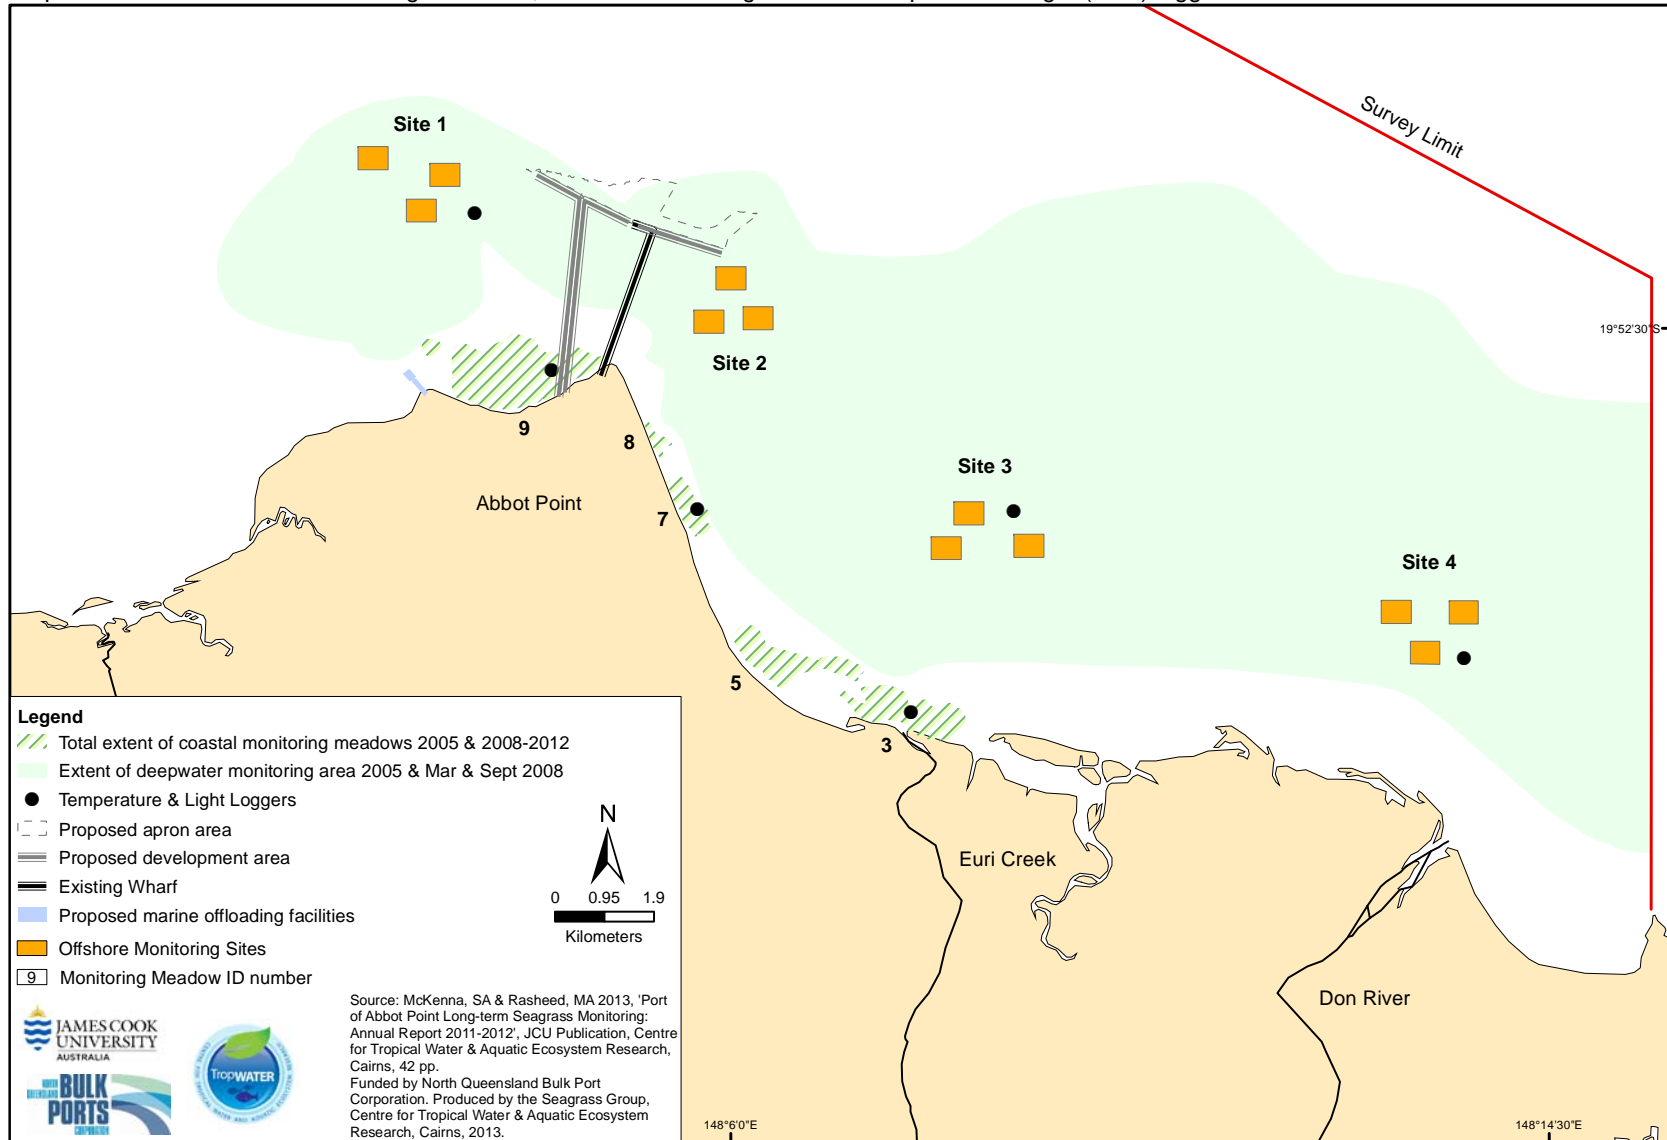 Survey Limit
Site 1
19°52'30"S
Site 2
9
8
Site 3
Abbot Point
7
Site 4
5
3
Euri Creek
Don River
148°6'0"E
148°14'30"E
Legend
Total extent of coastal monitoring meadows 2005 & 2008-2012
Extent of deepwater monitoring area 2005 & Mar & Sept 2008
Temperature & Light Loggers
Proposed apron area
Proposed development area
Existing Wharf
Proposed marine offloading facilities
Offshore Monitoring Sites
9 Monitoring Meadow ID number
N
0 0.95 1.9
Kilometers
JAMES COOK
UNIVERSITY
AUSTRALIA
NORTH
QUEENSLAND
BULK
PORTS
CORPORATION
TropWATER
Source: McKenna, SA & Rasheed, MA 2013, 'Port
of Abbot Point Long-term Seagrass Monitoring:
Annual Report 2011-2012', JCU Publication, Centre
for Tropical Water & Aquatic Ecosystem Research,
Cairns, 42 pp.
Funded by North Queensland Bulk Port
Corporation. Produced by the Seagrass Group,
Centre for Tropical Water & Aquatic Ecosystem
Research, Cairns, 2013.